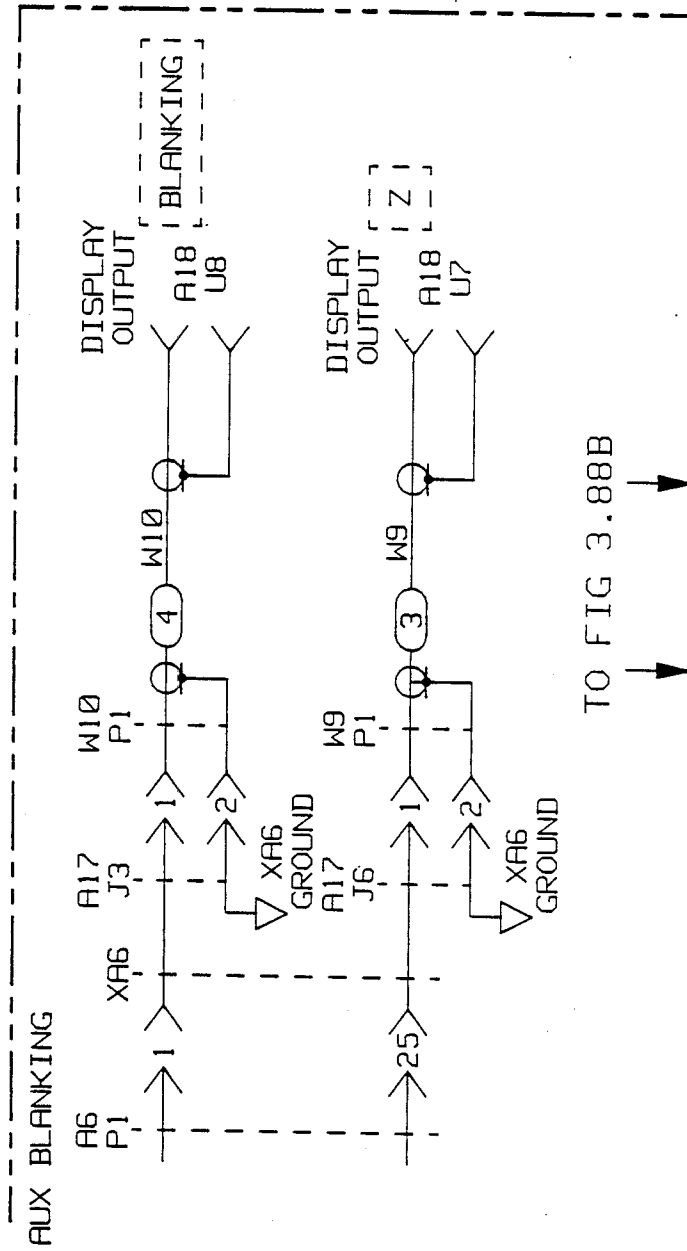 AUX BLANKING
A6
P1
1
XA6
A17
J3
1
2
XA6
GROUND
W10
P1
4
W10
DISPLAY
OUTPUT
A18
U8
BLANKING
25
A17
J6
1
2
XA6
GROUND
W9
P1
3
W9
DISPLAY
OUTPUT
A18
U7
Z
TO FIG 3.88B